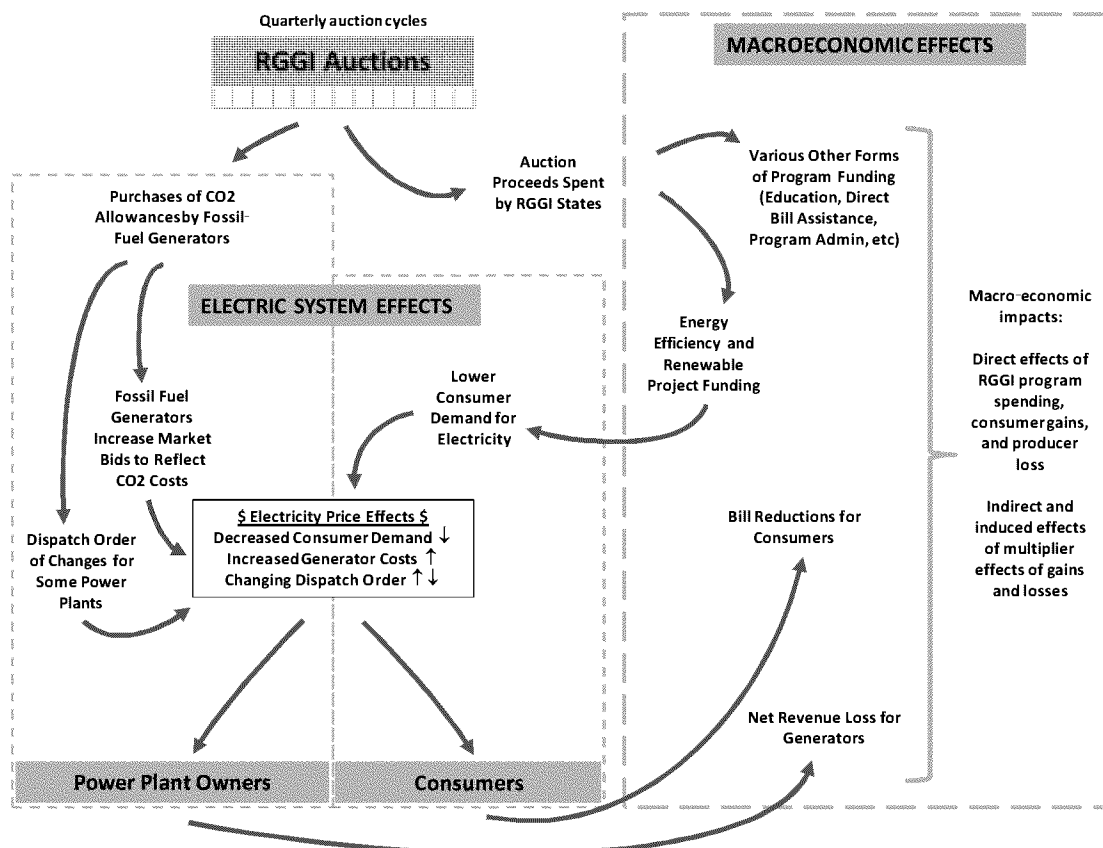 Quarterly auction cycles
RGGI Auctions
MACROECONOMIC EFFECTS
Auction
Proceeds Spent
by RGGI States
Various Other Forms
of Program Funding
(Education, Direct
Bill Assistance,
Program Admin, etc)
Purchases of CO2
Allowancesby Fossil-
Fuel Generators
ELECTRIC SYSTEM EFFECTS
Energy
Efficiency and
Renewable
Project Funding
Lower
Consumer
Demand for
Electricity
Fossil Fuel
Generators
Increase Market
Bids to Reflect
CO2 Costs
Macro-economic
impacts:
Direct effects of
RGGI program
spending,
consumergains,
and producer
loss
Indirect and
induced effects
of multiplier
effects of gains
and losses
$ Electricity Price Effects $
Decreased Consumer Demand ↓
Increased Generator Costs ↑
Changing Dispatch Order ↑↓
Dispatch Order
of Changes for
Some Power
Plants
Bill Reductions for
Consumers
Net Revenue Loss for
Generators
Power Plant Owners
Consumers